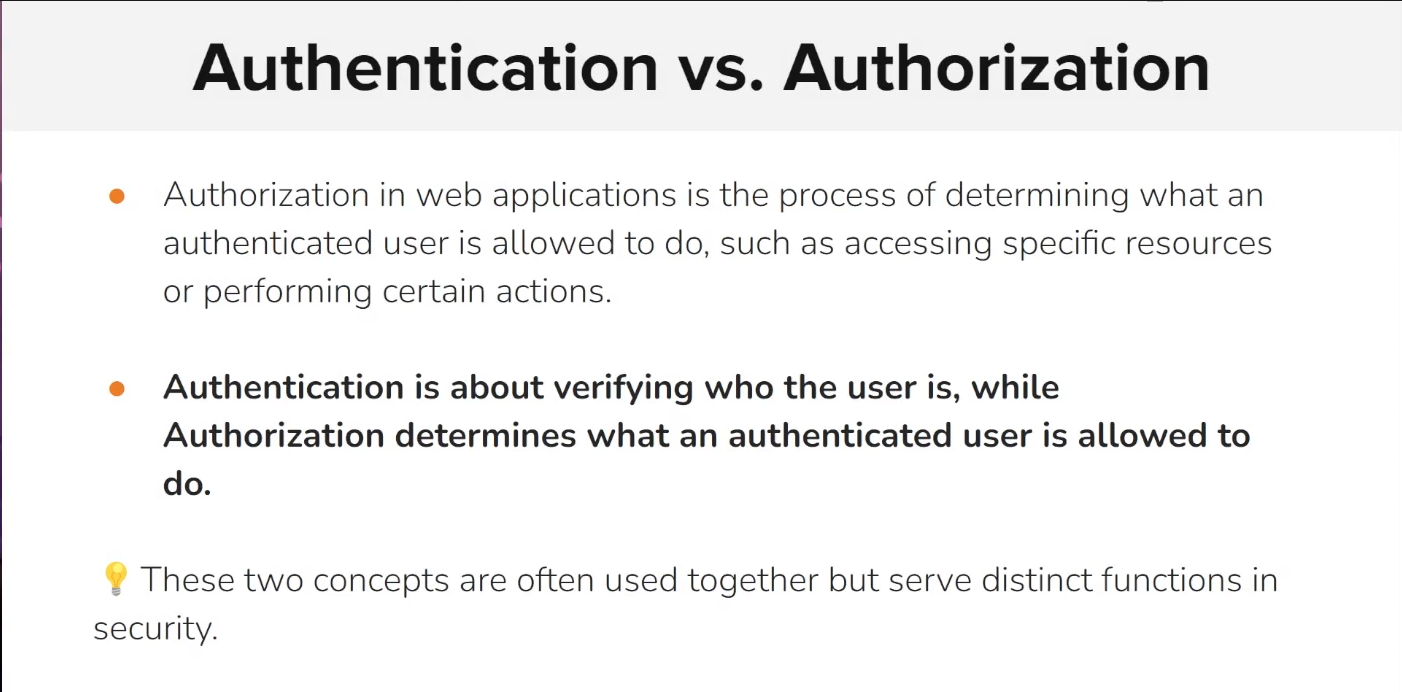 Authentication vs. Authorization
● Authorization in web applications is the process of determining what an
authenticated user is allowed to do, such as accessing specific resources
or performing certain actions.
● Authentication is about verifying who the user is, while
Authorization determines what an authenticated user is allowed to
do.
💡 These two concepts are often used together but serve distinct functions in
security.